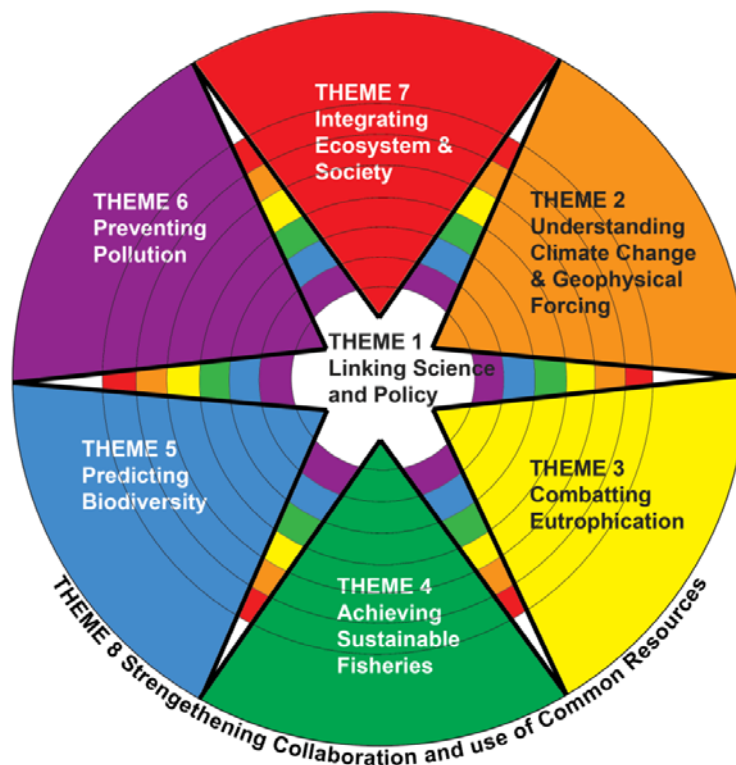 THEME 7
Integrating
Ecosystem &
Society
THEME 2
Understanding
Climate Change
& Geophysical
Forcing
THEME 6
Preventing
Pollution
THEME 1
Linking Science
and Policy
THEME 5
Predicting
Biodiversity
THEME 3
Combatting
Eutrophication
THEME 4
Achieving
Sustainable
Fisheries
THEME 8 Strengethening Collaboration and use of Common Resources